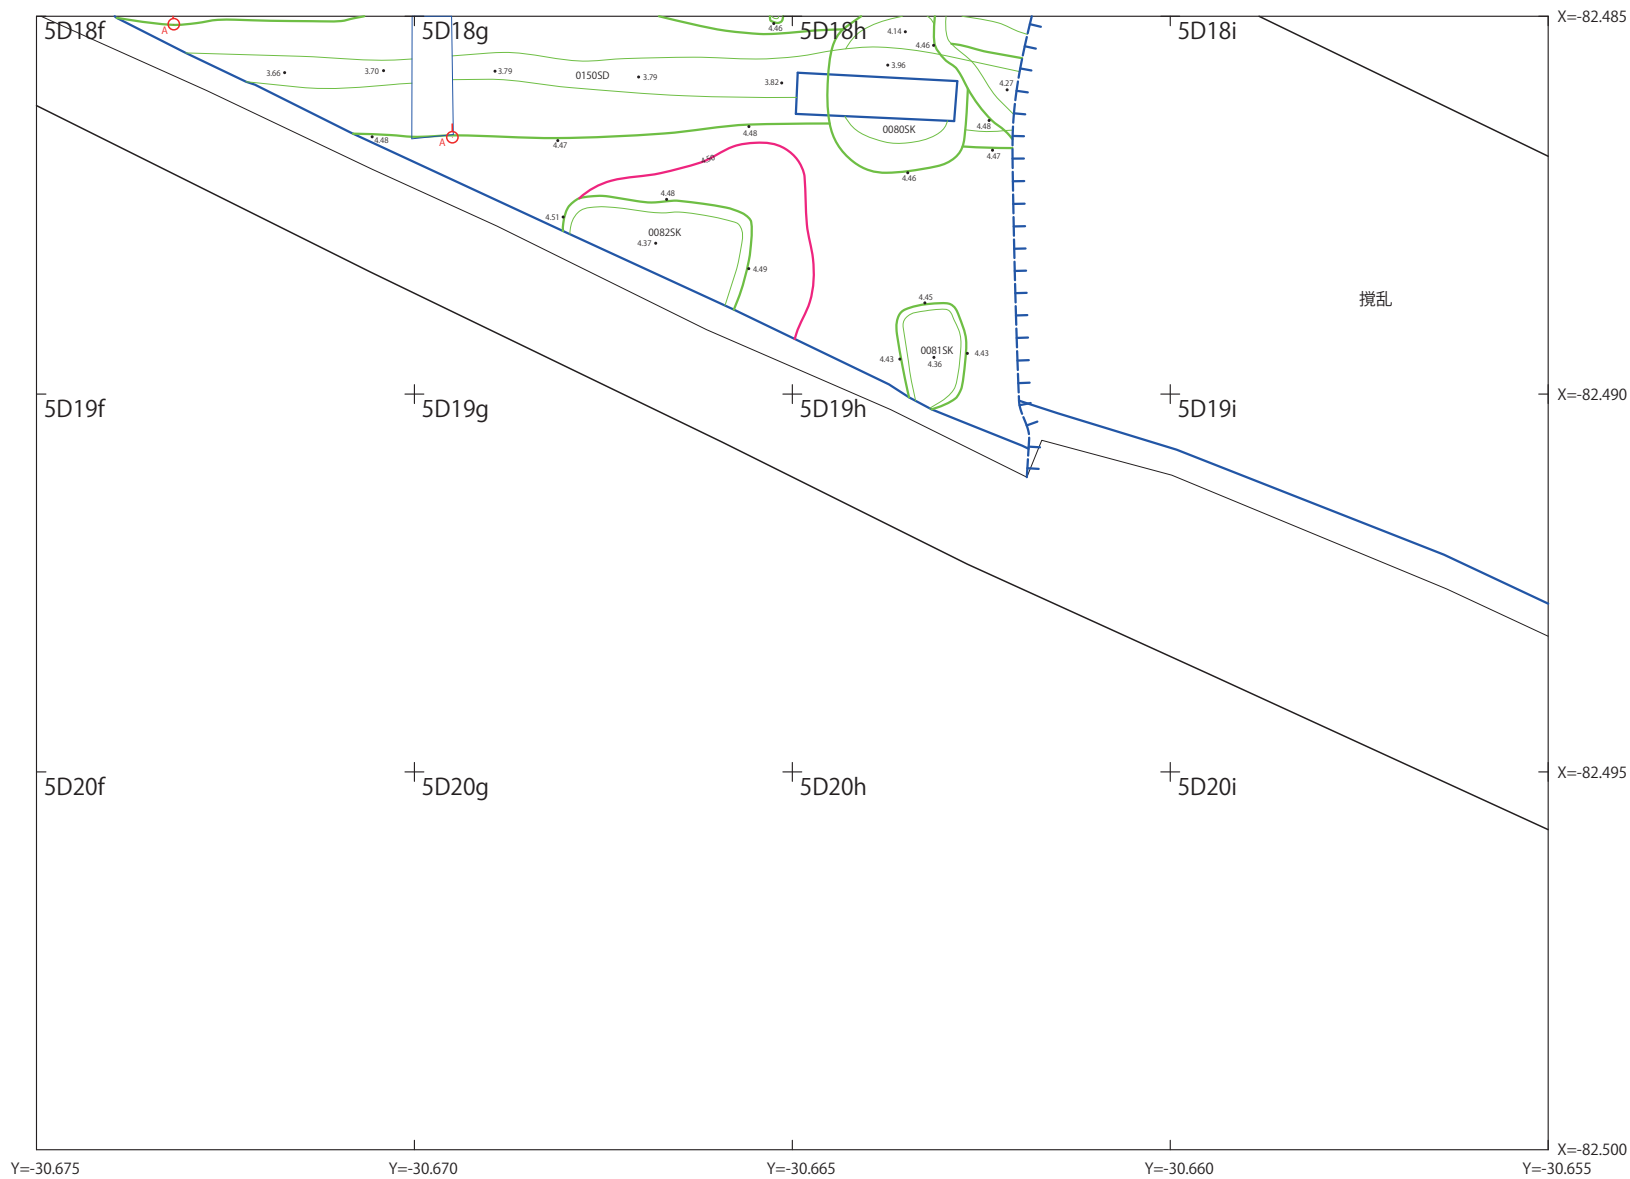 5D18f
5D18g
5D18h
5D18i
X=-82.485
A
4.46
4.14
4.46
3.66
3.70
3.79
0150SD
3.79
3.82
3.96
4.27
4.48
A
4.47
4.48
0080SK
4.48
4.47
4.46
4.48
4.51
0082SK
4.37
4.49
4.45
4.43
0081SK
4.36
4.43
撹乱
5D19f
5D19g
5D19h
5D19i
X=-82.490
5D20f
5D20g
5D20h
5D20i
X=-82.495
X=-82.500
Y=-30.675
Y=-30.670
Y=-30.665
Y=-30.660
Y=-30.655